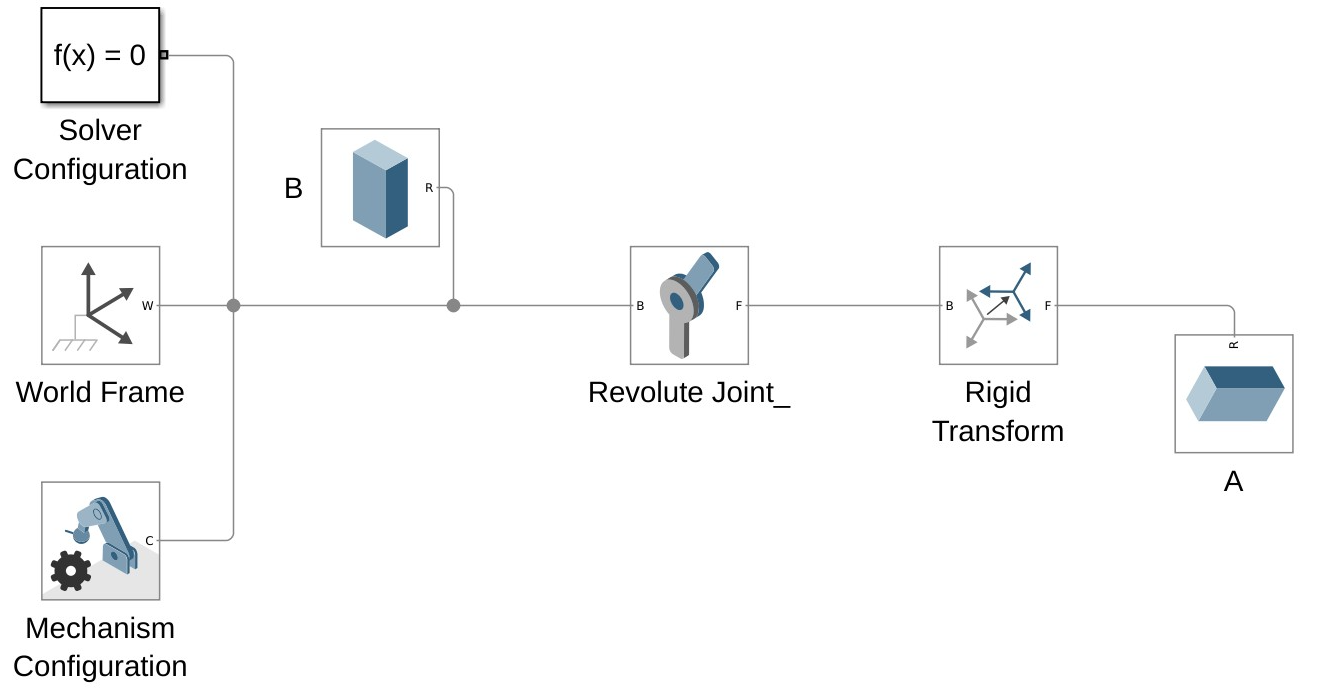 f(x) = 0
Solver
Configuration
B
R
W
B
F
B
F
R
World Frame
Revolute Joint_
Rigid
Transform
A
C
Mechanism
Configuration